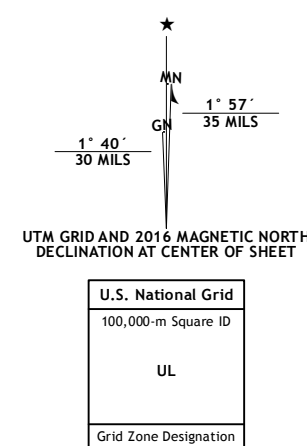 MN
1° 57´
35 MILS
GN
1° 40´
30 MILS
UTM GRID AND 2016 MAGNETIC NORTH
DECLINATION AT CENTER OF SHEET
U.S. National Grid
100,000-m Square ID
UL
Grid Zone Designation